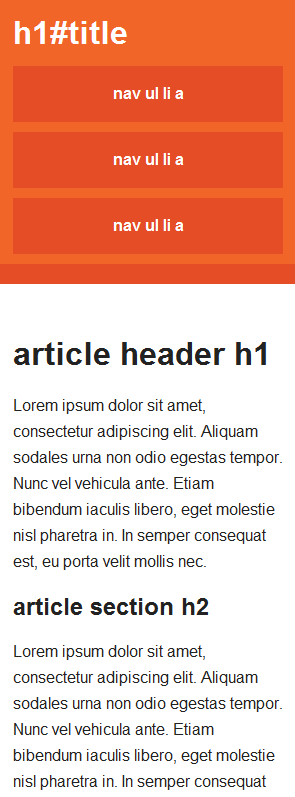 h1#title
nav ul li a
nav ul li a
nav ul li a
article header h1
Lorem ipsum dolor sit amet,
consectetur adipiscing elit. Aliquam
sodales urna non odio egestas tempor.
Nunc vel vehicula ante. Etiam
bibendum iaculis libero, eget molestie
nisl pharetra in. In semper consequat
est, eu porta velit mollis nec.
article section h2
Lorem ipsum dolor sit amet,
consectetur adipiscing elit. Aliquam
sodales urna non odio egestas tempor.
Nunc vel vehicula ante. Etiam
bibendum iaculis libero, eget molestie
nisl pharetra in. In semper consequat